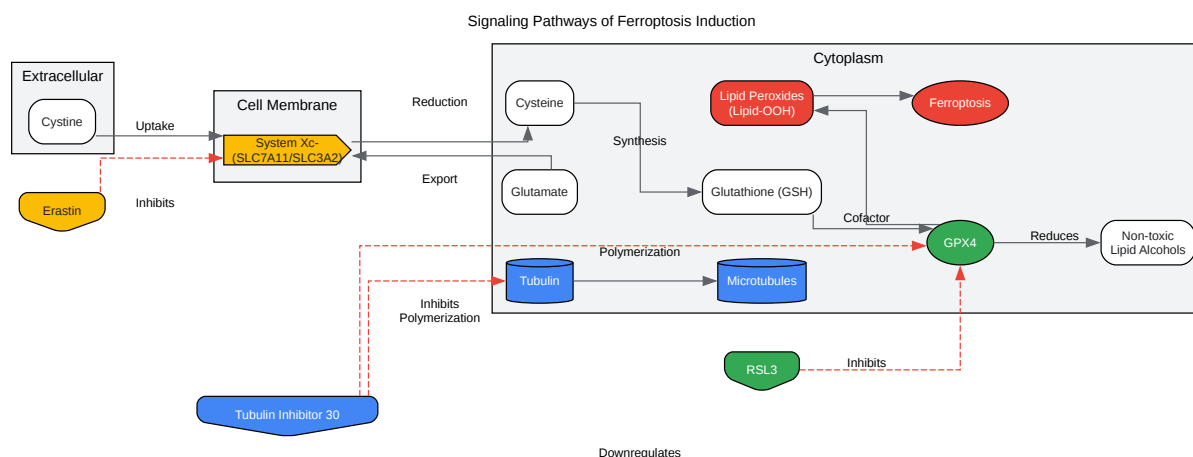 Signaling Pathways of Ferroptosis Induction
Extracellular
Cystine
Uptake
Cell Membrane
System Xc-
(SLC7A11/SLC3A2)
Erastin
Inhibits
Reduction
Export
Cytoplasm
Cysteine
Synthesis
Glutamate
Glutathione (GSH)
Lipid Peroxides
(Lipid-OOH)
Ferroptosis
Cofactor
GPX4
Reduces
Non-toxic
Lipid Alcohols
Polymerization
Tubulin
Microtubules
Inhibits
Polymerization
RSL3
Inhibits
Tubulin Inhibitor 30
Downregulates